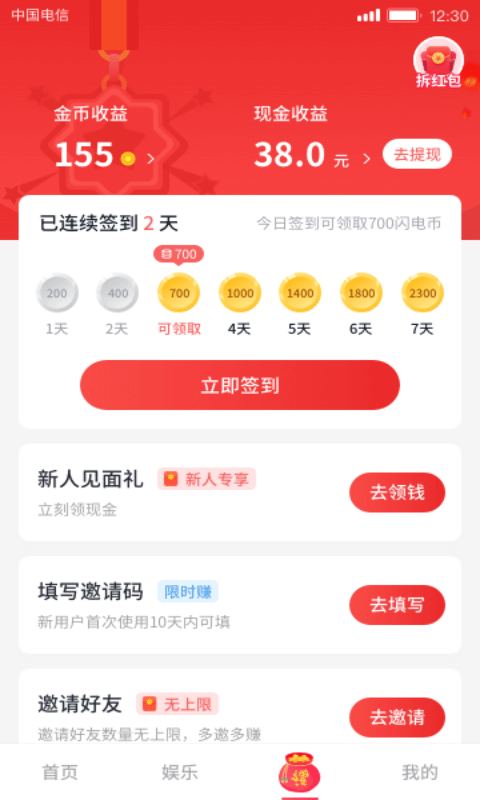 中国电信 12:30
拆红包
金币收益 现金收益
155 38.0 元 去提现
已连续签到 2 天 今日签到可领取700闪电币
700
200 400 700 1000 1400 1800 2300
1天 2天 可领取 4天 5天 6天 7天
立即签到
新人见面礼 新人专享
立刻领现金
去领钱
填写邀请码 限时赚
新用户首次使用10天内可填
去填写
邀请好友 无上限
邀请好友数量无上限，多邀多赚
去邀请
首页 娱乐 我的